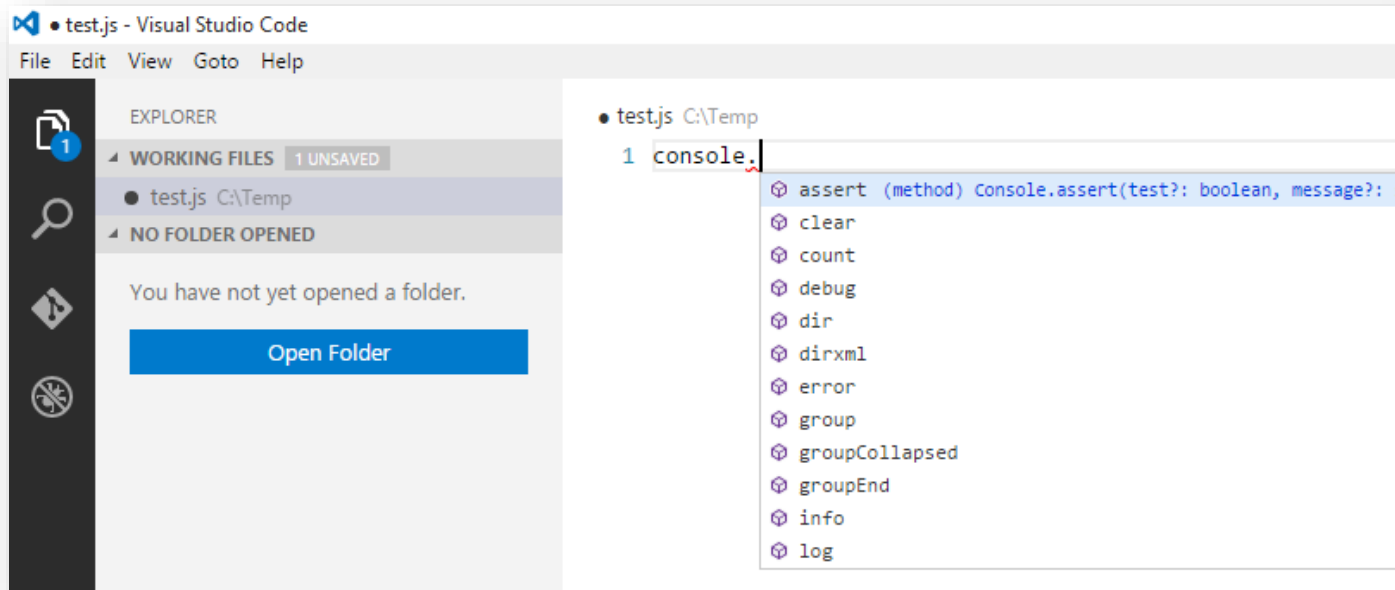 ● test.js - Visual Studio Code
File Edit View Goto Help
EXPLORER
WORKING FILES 1 UNSAVED
● test.js C:\Temp
NO FOLDER OPENED
You have not yet opened a folder.
Open Folder
1
● test.js C:\Temp
1 console.
assert (method) Console.assert(test?: boolean, message?:
clear
count
debug
dir
dirxml
error
group
groupCollapsed
groupEnd
info
log